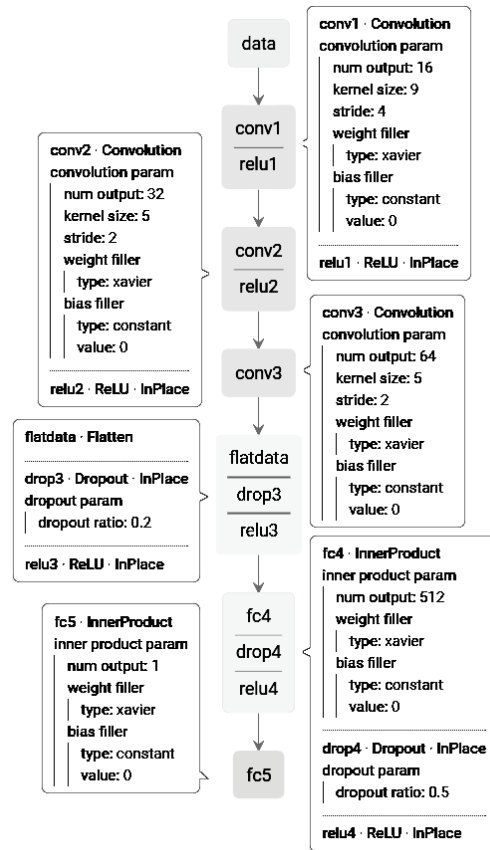 data
conv1
relu1
conv1 · Convolution
convolution param
num output: 16
kernel size: 9
stride: 4
weight filler
type: xavier
bias filler
type: constant
value: 0
relu1 · ReLU · InPlace
conv2 · Convolution
convolution param
num output: 32
kernel size: 5
stride: 2
weight filler
type: xavier
bias filler
type: constant
value: 0
relu2 · ReLU · InPlace
conv2
relu2
conv3
conv3 · Convolution
convolution param
num output: 64
kernel size: 5
stride: 2
weight filler
type: xavier
bias filler
type: constant
value: 0
flatdata · Flatten
drop3 · Dropout · InPlace
dropout param
dropout ratio: 0.2
relu3 · ReLU · InPlace
flatdata
drop3
relu3
fc4 · InnerProduct
inner product param
num output: 512
weight filler
type: xavier
bias filler
type: constant
value: 0
drop4 · Dropout · InPlace
dropout param
dropout ratio: 0.5
relu4 · ReLU · InPlace
fc4
drop4
relu4
fc5 · InnerProduct
inner product param
num output: 1
weight filler
type: xavier
bias filler
type: constant
value: 0
fc5